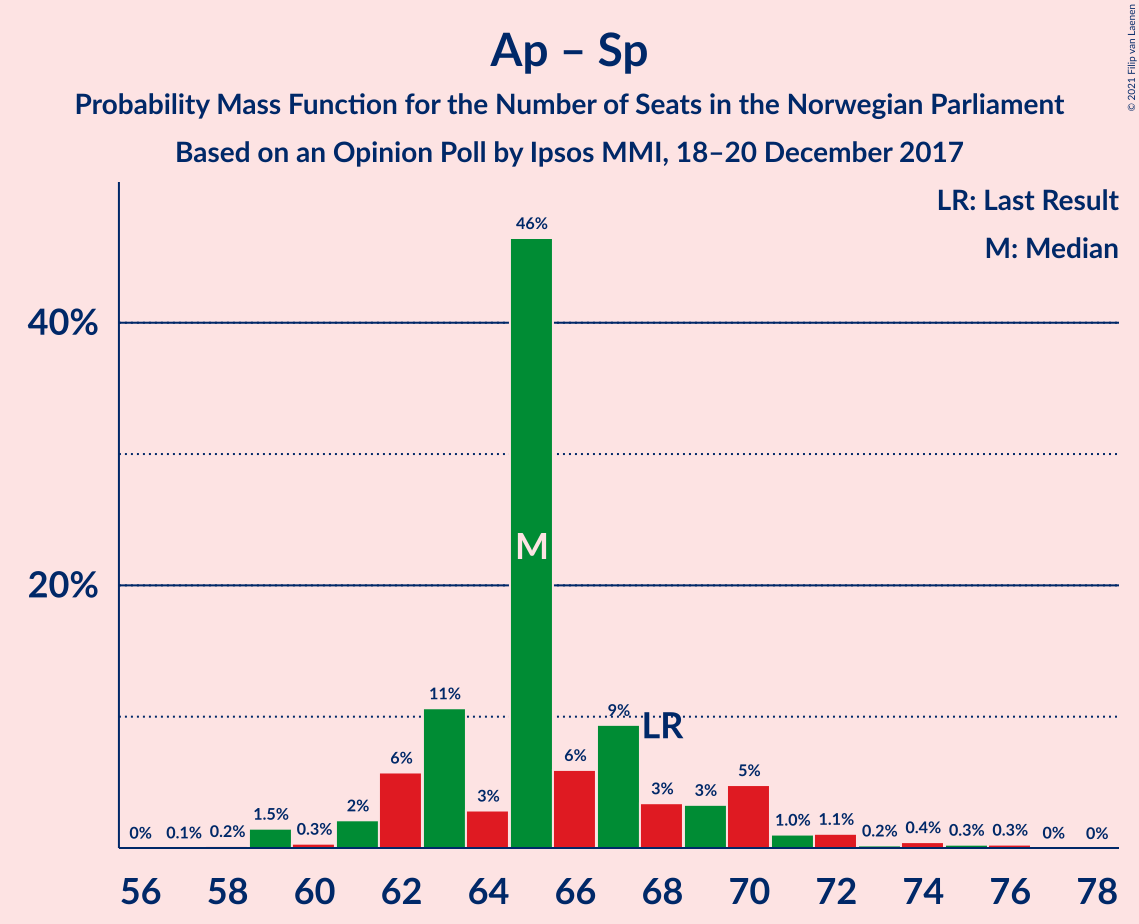 Ap – Sp
Probability Mass Function for the Number of Seats in the Norwegian Parliament
Based on an Opinion Poll by Ipsos MMI, 18–20 December 2017
© 2021 Filip van Laenen
LR: Last Result
M: Median
40%
20%
0% 0.1% 0.2% 1.5% 0.3% 2% 6% 11% 3% 46% 6% 9% 3% 3% 5% 1.0% 1.1% 0.2% 0.4% 0.3% 0.3% 0% 0%
M
LR
56 58 60 62 64 66 68 70 72 74 76 78